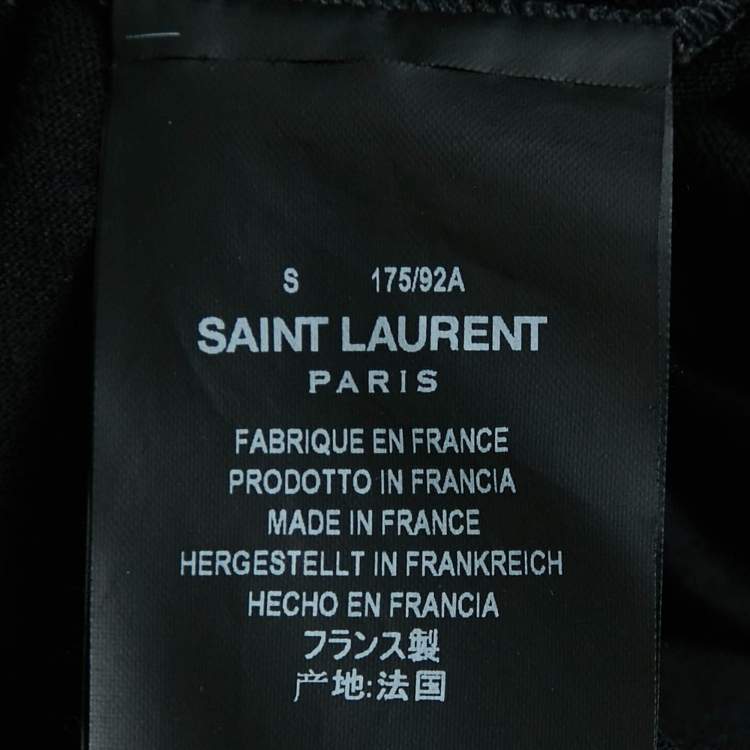 S 175/92A
SAINT LAURENT
PARIS
FABRIQUE EN FRANCE
PRODOTTO IN FRANCIA
MADE IN FRANCE
HERGESTELLT IN FRANKREICH
HECHO EN FRANCIA
フランス製
产地:法国